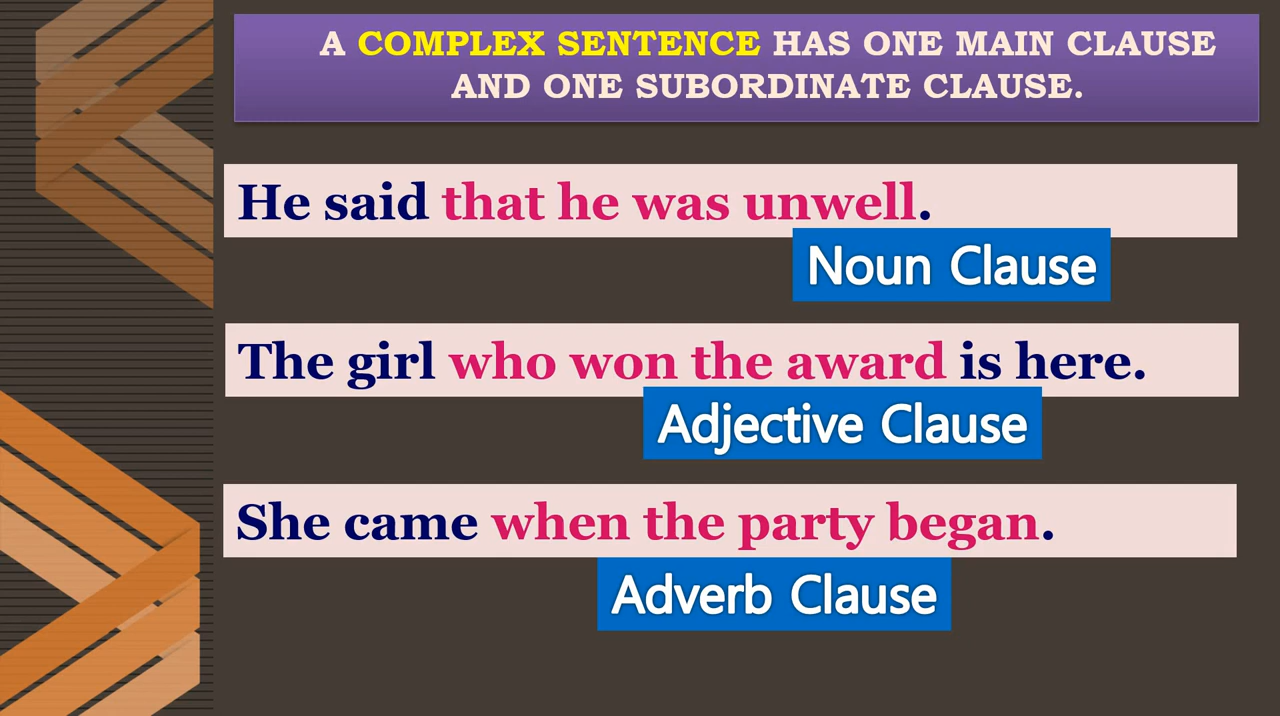 A COMPLEX SENTENCE HAS ONE MAIN CLAUSE
AND ONE SUBORDINATE CLAUSE.
He said that he was unwell.
Noun Clause
The girl who won the award is here.
Adjective Clause
She came when the party began.
Adverb Clause